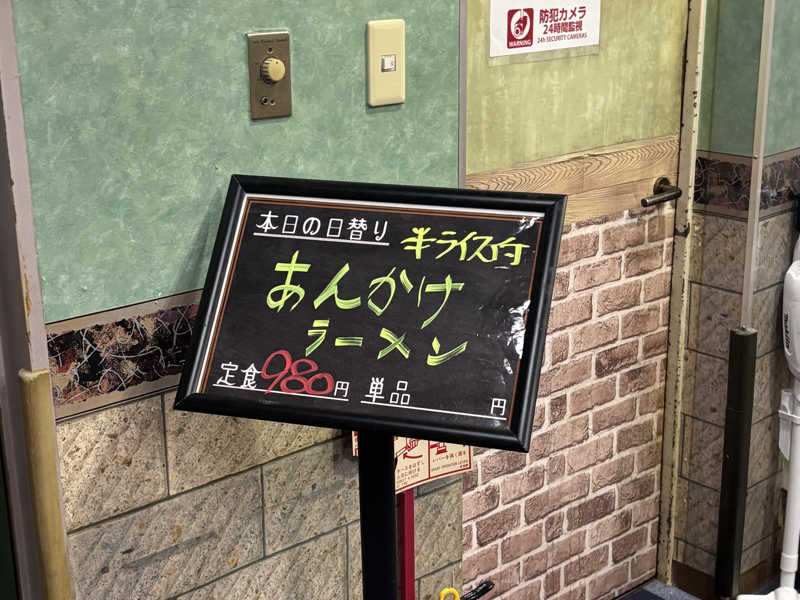 防犯カメラ
24時間監視
24h SECURITY CAMERAS
WARNING
本日の日替り
半ライス付
あんかけ
ラーメン
定食980円 単品 円